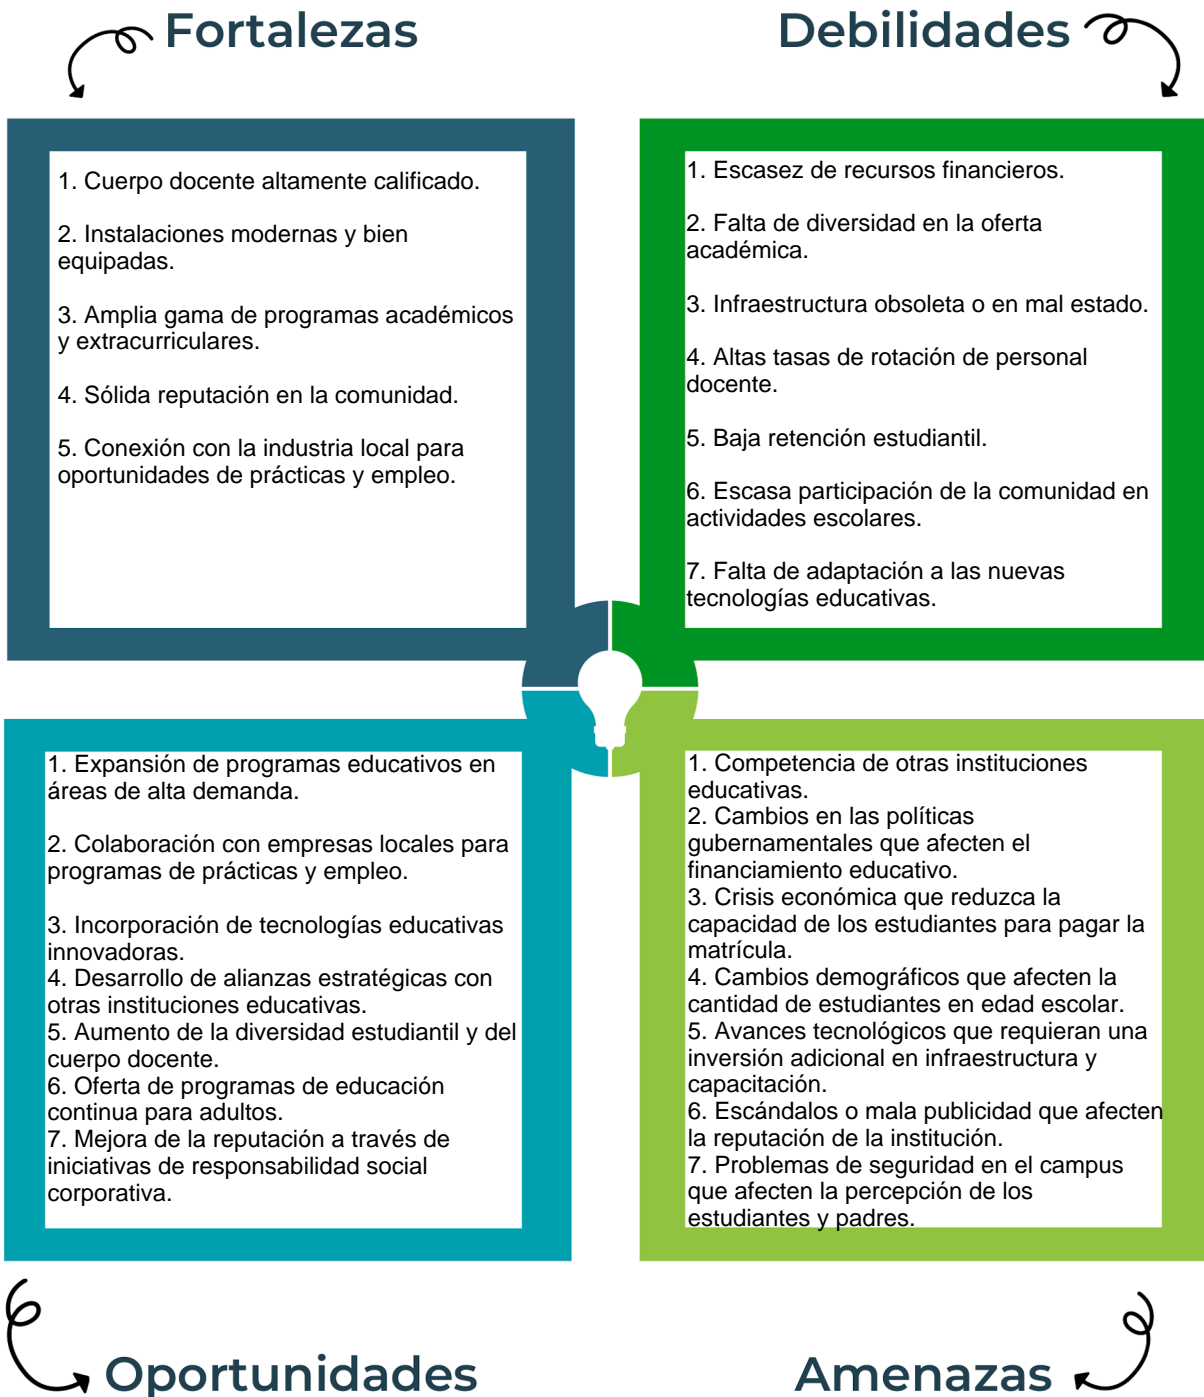 Fortalezas
1. Cuerpo docente altamente calificado.
2. Instalaciones modernas y bien
equipadas.
3. Amplia gama de programas académicos
y extracurriculares.
4. Sólida reputación en la comunidad.
5. Conexión con la industria local para
oportunidades de prácticas y empleo.
Debilidades
1. Escasez de recursos financieros.
2. Falta de diversidad en la oferta
académica.
3. Infraestructura obsoleta o en mal estado.
4. Altas tasas de rotación de personal
docente.
5. Baja retención estudiantil.
6. Escasa participación de la comunidad en
actividades escolares.
7. Falta de adaptación a las nuevas
tecnologías educativas.
1. Expansión de programas educativos en
áreas de alta demanda.
2. Colaboración con empresas locales para
programas de prácticas y empleo.
3. Incorporación de tecnologías educativas
innovadoras.
4. Desarrollo de alianzas estratégicas con
otras instituciones educativas.
5. Aumento de la diversidad estudiantil y del
cuerpo docente.
6. Oferta de programas de educación
continua para adultos.
7. Mejora de la reputación a través de
iniciativas de responsabilidad social
corporativa.
Oportunidades
1. Competencia de otras instituciones
educativas.
2. Cambios en las políticas
gubernamentales que afecten el
financiamiento educativo.
3. Crisis económica que reduzca la
capacidad de los estudiantes para pagar la
matrícula.
4. Cambios demográficos que afecten la
cantidad de estudiantes en edad escolar.
5. Avances tecnológicos que requieran una
inversión adicional en infraestructura y
capacitación.
6. Escándalos o mala publicidad que afecten
la reputación de la institución.
7. Problemas de seguridad en el campus
que afecten la percepción de los
estudiantes y padres.
Amenazas